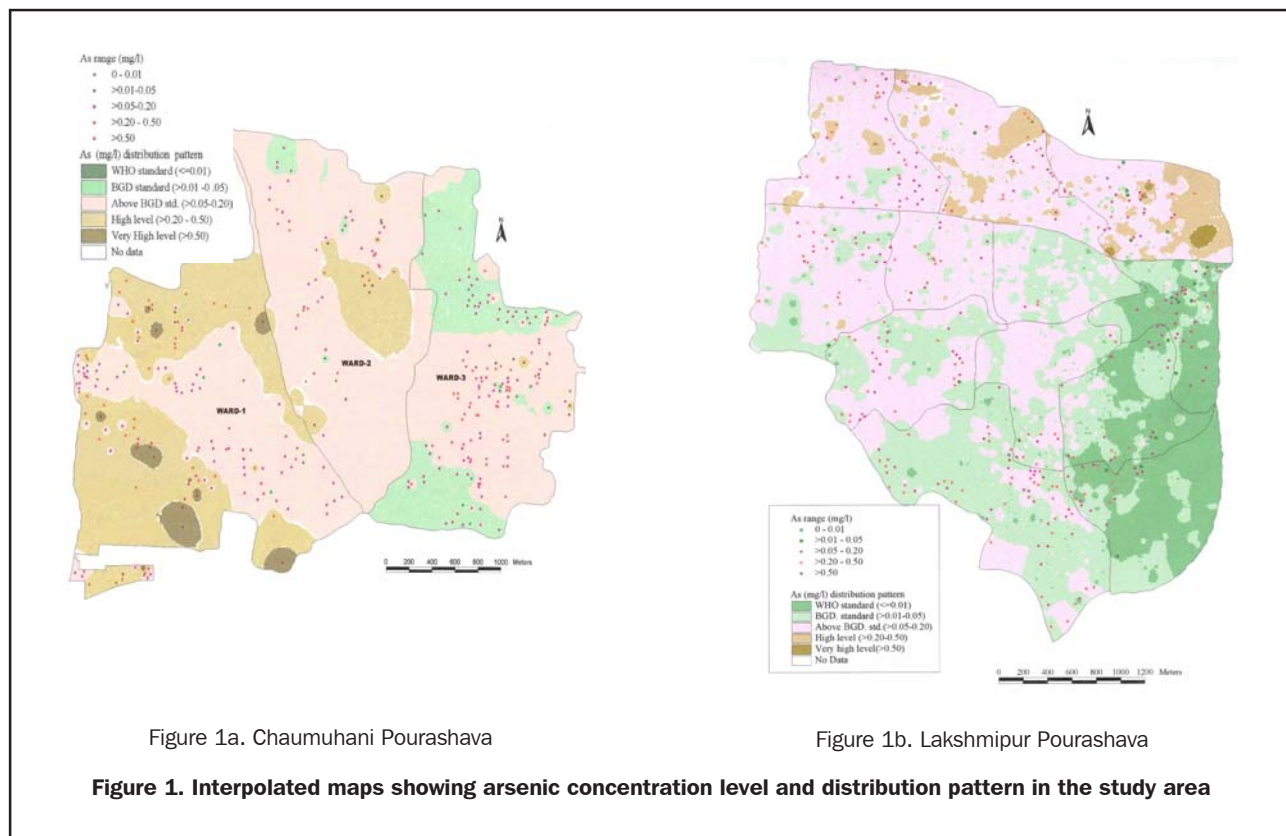 As range (mg/l)
0 - 0.01
>0.01-0.05
>0.05-0.20
>0.20 - 0.50
>0.50
As (mg/l) distribution pattern
WHO standard (<=0.01)
BGD standard (>0.01 -0 .05)
Above BGD std. (>0.05-0.20)
High level (>0.20 - 0.50)
Very High level (>0.50)
No data
N
WARD-1
WARD-2
WARD-3
0 200 400 600 800 1000 Meters
Figure 1a. Chaumuhani Pourashava
N
As range (mg/l)
0 - 0.01
>0.01 - 0.05
>0.05 - 0.20
>0.20 - 0.50
>0.50
As (mg/l) distribution pattern
WHO standard (<=0.01)
BGD. standard (>0.01-0.05)
Above BGD. std.(>0.05-0.20)
High level (>0.20-0.50)
Very high level(>0.50)
No Data
0 200 400 600 800 1000 1200 Meters
Figure 1b. Lakshmipur Pourashava
Figure 1. Interpolated maps showing arsenic concentration level and distribution pattern in the study area